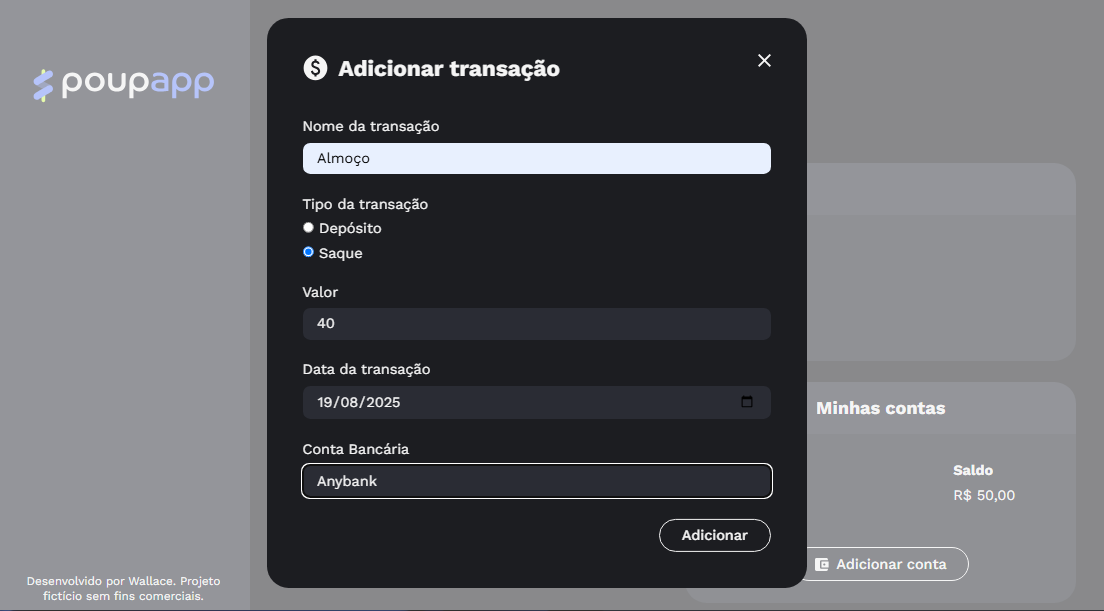 poupapp
Adicionar transação
Nome da transação
Almoço
Tipo da transação
Depósito
Saque
Valor
40
Data da transação
19/08/2025
Conta Bancária
Anybank
Adicionar
Minhas contas
Saldo
R$ 50,00
Adicionar conta
Desenvolvido por Wallace. Projeto
fictício sem fins comerciais.